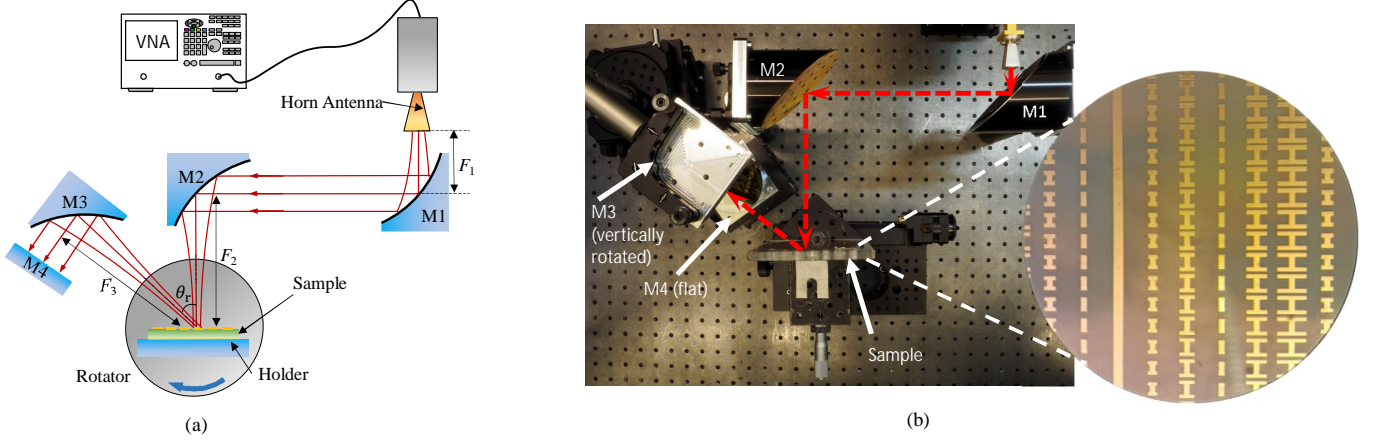 VNA
Horn Antenna
F₁
M2
M1
M3
M4
F₂
F₃
θᵣ
Sample
Rotator
Holder
(a)
M2
M1
M3
(vertically
rotated)
M4 (flat)
Sample
(b)